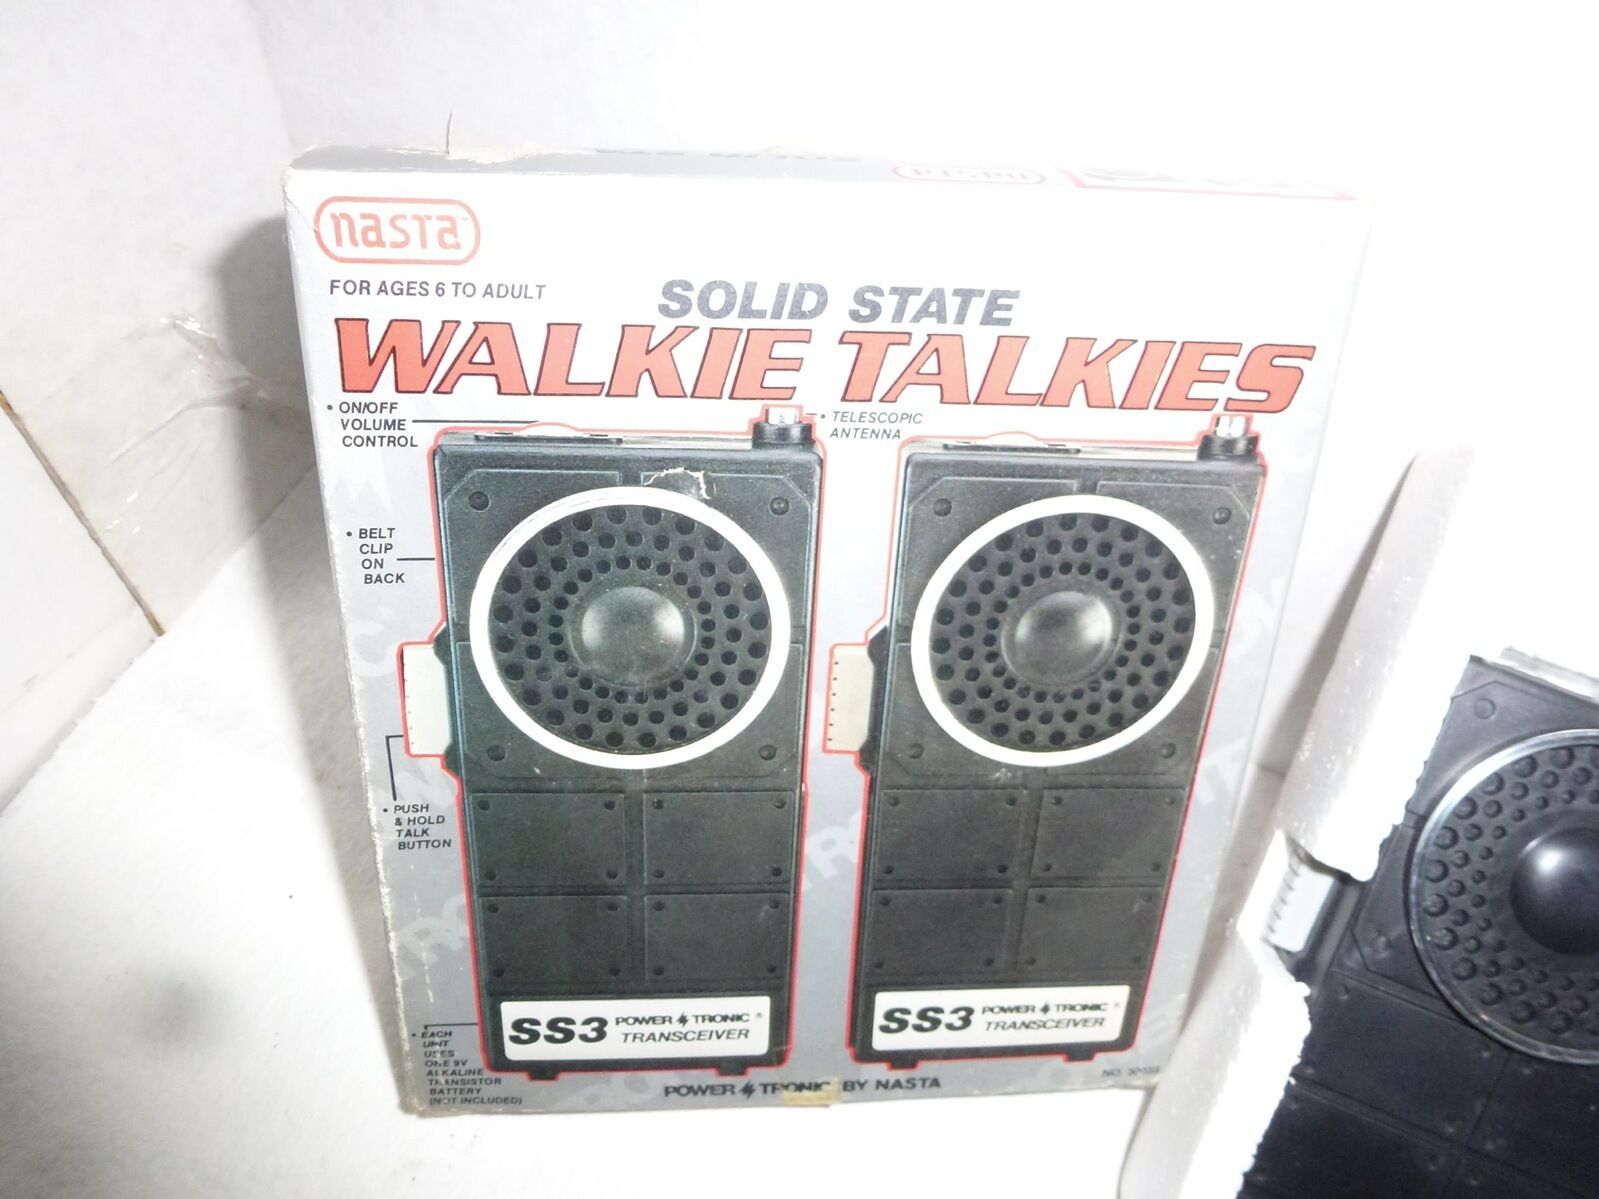 nasta
FOR AGES 6 TO ADULT
SOLID STATE
WALKIE TALKIES
• ON/OFF
VOLUME
CONTROL
• TELESCOPIC
ANTENNA
• BELT
CLIP
ON
BACK
• PUSH
& HOLD
TALK
BUTTON
• EACH
UNIT
USES
ONE 9V
ALKALINE
TRANSISTOR
BATTERY
(NOT INCLUDED)
SS3 POWER TRONIC®
TRANSCEIVER
SS3 POWER TRONIC®
TRANSCEIVER
POWER TRONIC BY NASTA
NO.
nasta